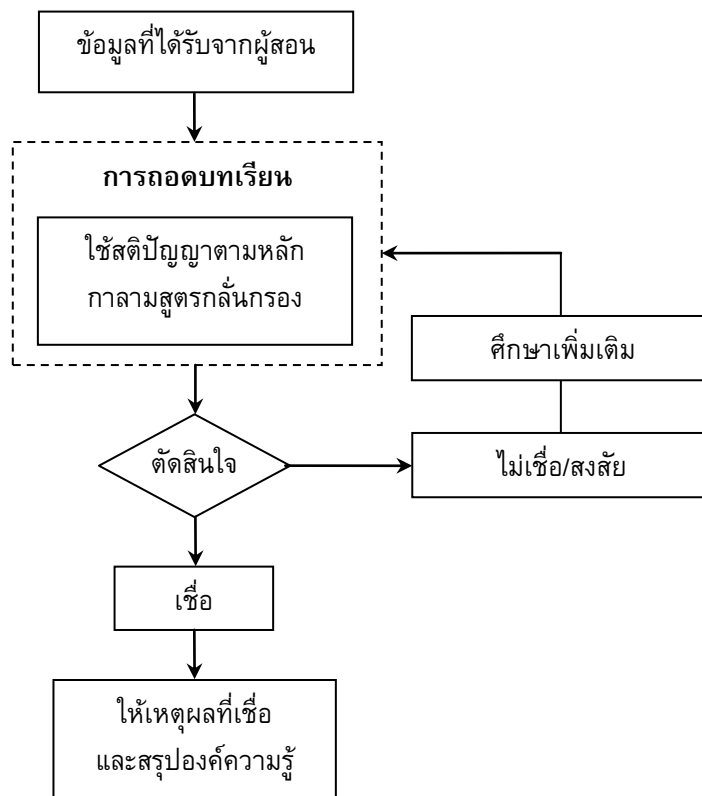 ข้อมูลที่ได้รับจากผู้สอน
การถอดบทเรียน
ใช้สติปัญญาตามหลัก
กาลามสูตรกลั่นกรอง
ศึกษาเพิ่มเติม
ตัดสินใจ
ไม่เชื่อ/สงสัย
เชื่อ
ให้เหตุผลที่เชื่อ
และสรุปองค์ความรู้